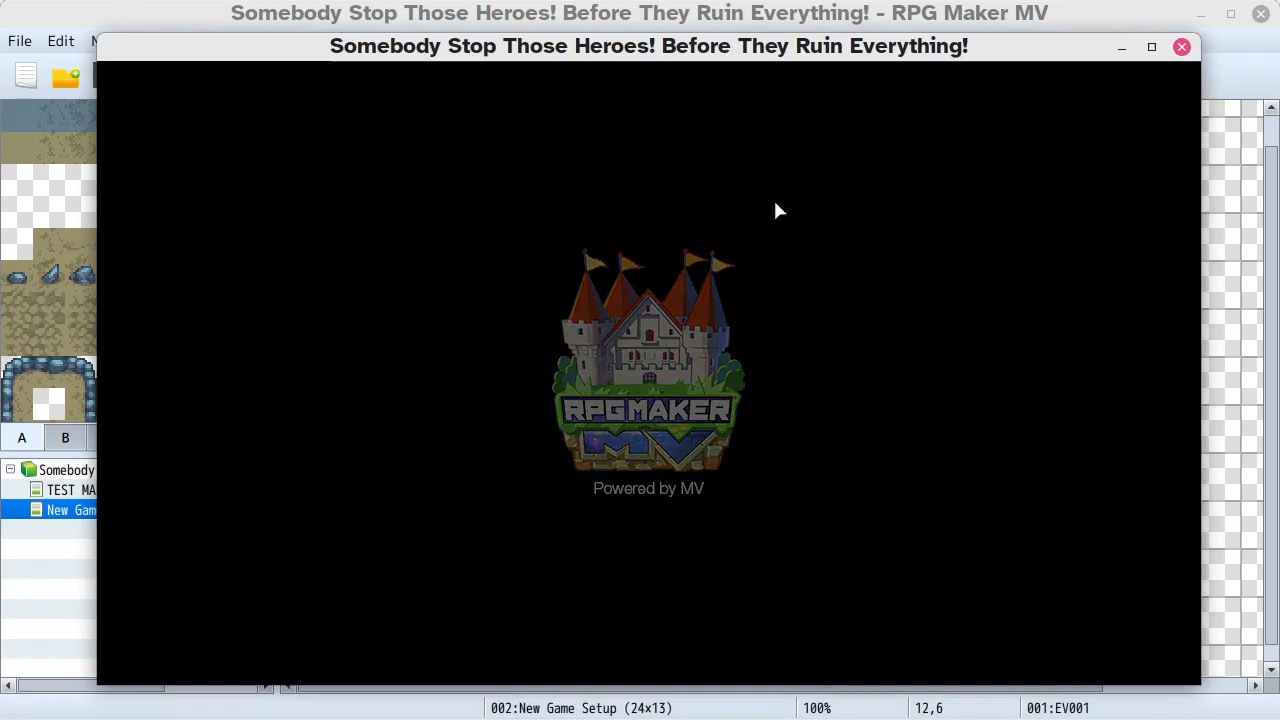 Somebody Stop Those Heroes! Before They Ruin Everything! - RPG Maker MV
File Edit
Somebody Stop Those Heroes! Before They Ruin Everything!
RPG MAKER
MV
Powered by MV
A B
Somebody
TEST MA
New Gam
002:New Game Setup (24x13) 100% 12,6 001:EV001